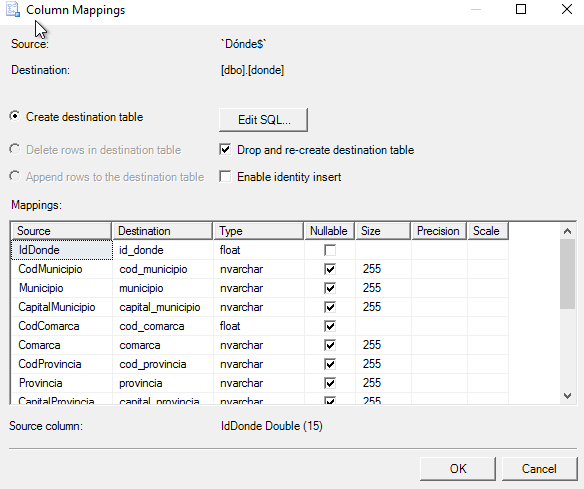 Column Mappings
Source: `Dónde$`
Destination: [dbo].[donde]
Create destination table Edit SQL...
Delete rows in destination table Drop and re-create destination table
Append rows to the destination table Enable identity insert
Mappings:
Source Destination Type Nullable Size Precision Scale
IdDonde id_donde float
CodMunicipio cod_municipio nvarchar 255
Municipio municipio nvarchar 255
CapitalMunicipio capital_municipio nvarchar 255
CodComarca cod_comarca float
Comarca comarca nvarchar 255
CodProvincia cod_provincia nvarchar 255
Provincia provincia nvarchar 255
CapitalProvincia capital_provincia nvarchar 255
Source column: IdDonde Double (15)
OK Cancel